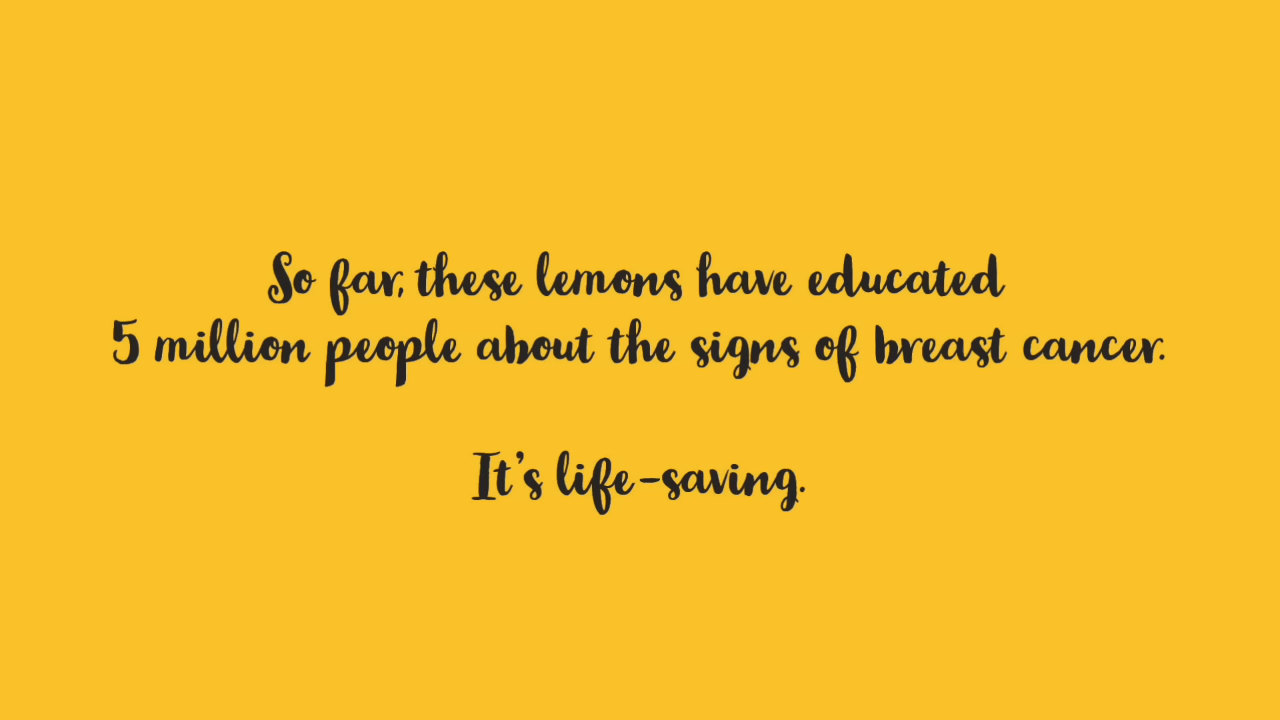 So far, these lemons have educated
5 million people about the signs of breast cancer.
It's life-saving.